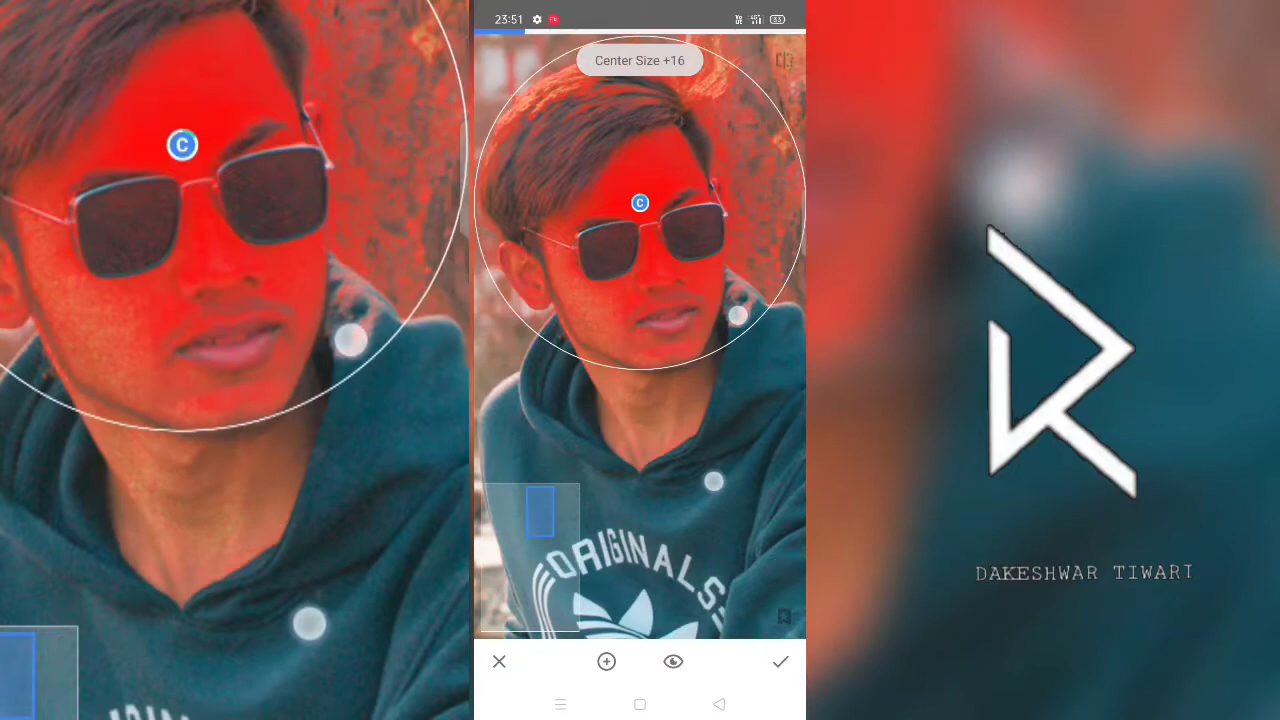 23:51
Center Size +16
C
C
ORIGINALS
DAKESHWAR TIWARI